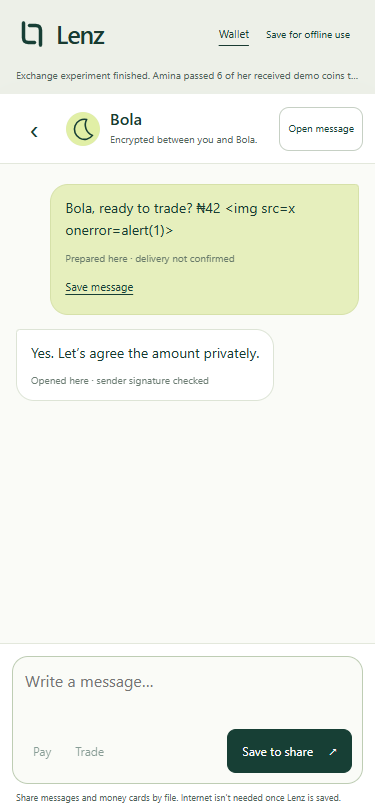 Lenz
Wallet
Save for offline use
Exchange experiment finished. Amina passed 6 of her received demo coins t...
Bola
Encrypted between you and Bola.
Open message
Bola, ready to trade? ₦42 <img src=x
onerror=alert(1)>
Prepared here · delivery not confirmed
Save message
Yes. Let’s agree the amount privately.
Opened here · sender signature checked
Write a message...
Pay
Trade
Save to share ↗
Share messages and money cards by file. Internet isn't needed once Lenz is saved.